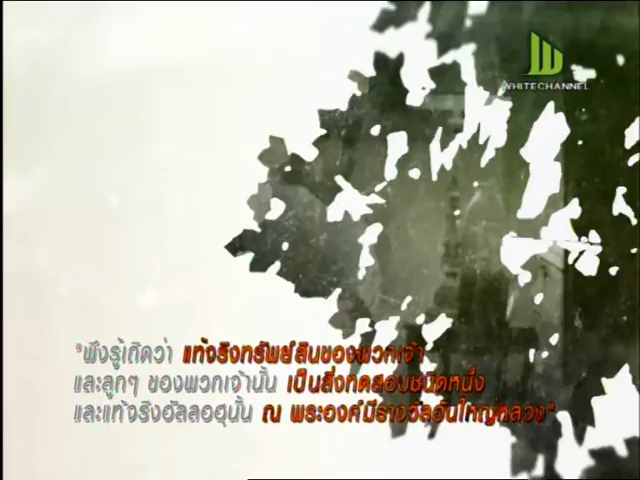 WHITECHANNEL
"พึงรู้เถิดว่า แท้จริงทรัพย์สินของพวกเจ้า
และลูกๆ ของพวกเจ้านั้น เป็นสิ่งทดสอบชนิดหนึ่ง
และแท้จริงอัลลอฮฺนั้น ณ พระองค์มีรางวัลอันใหญ่หลวง"